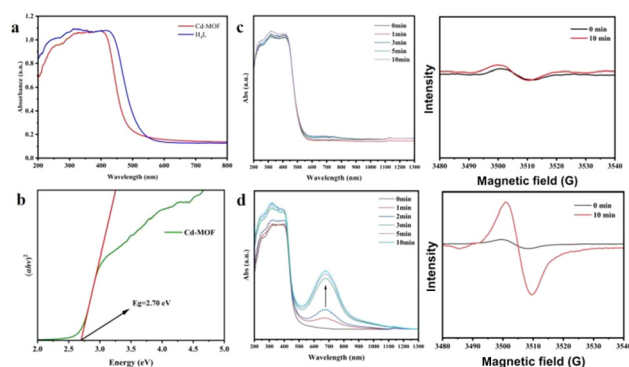 a
Cd-MOF
H₄L
Absorbance (a.u.)
1.2
1.0
0.8
0.6
0.4
0.2
0.0
200 300 400 500 600 700 800
Wavelength (nm)
c
0min
1min
3min
5min
10min
Abs (a.u.)
200 300 400 500 600 700 800 900 1000 1100 1200 1300
Wavelength (nm)
0 min
10 min
Intensity
3480 3490 3500 3510 3520 3530 3540
Magnetic field (G)
b
Cd-MOF
(αhv)²
Eg=2.70 eV
2.0 2.5 3.0 3.5 4.0 4.5 5.0
Energy (eV)
d
0min
1min
2min
3min
5min
10min
Abs (a.u.)
200 300 400 500 600 700 800 900 1000 1100 1200 1300
Wavelength (nm)
0 min
10 min
Intensity
3480 3490 3500 3510 3520 3530 3540
Magnetic field (G)